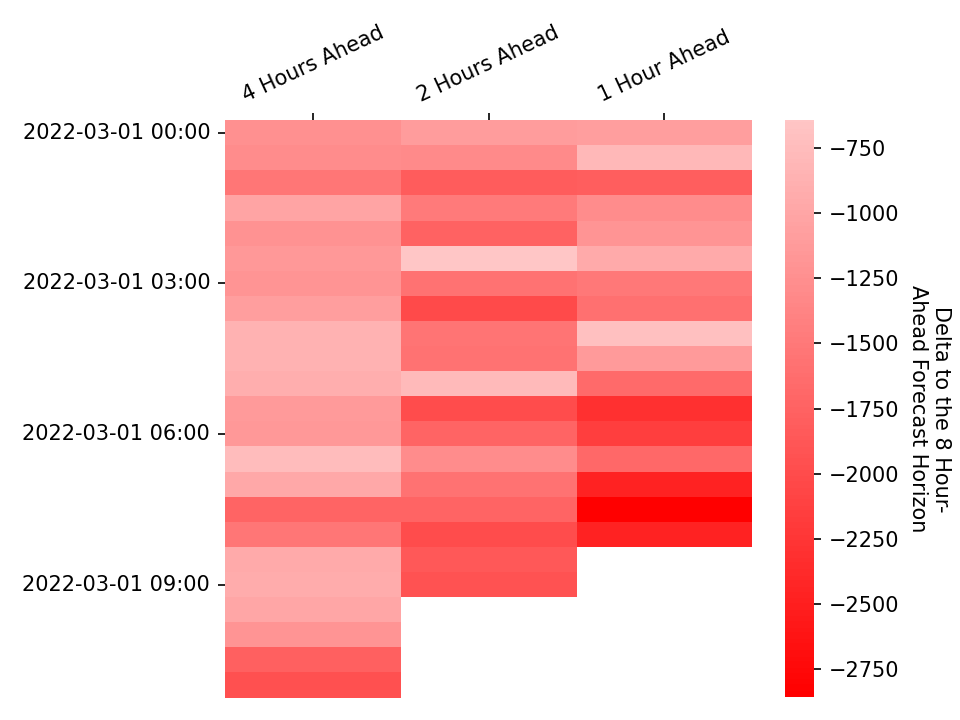 4 Hours Ahead
2 Hours Ahead
1 Hour Ahead
2022-03-01 00:00
2022-03-01 03:00
2022-03-01 06:00
2022-03-01 09:00
−750
−1000
−1250
−1500
−1750
−2000
−2250
−2500
−2750
Delta to the 8 Hour-
Ahead Forecast Horizon